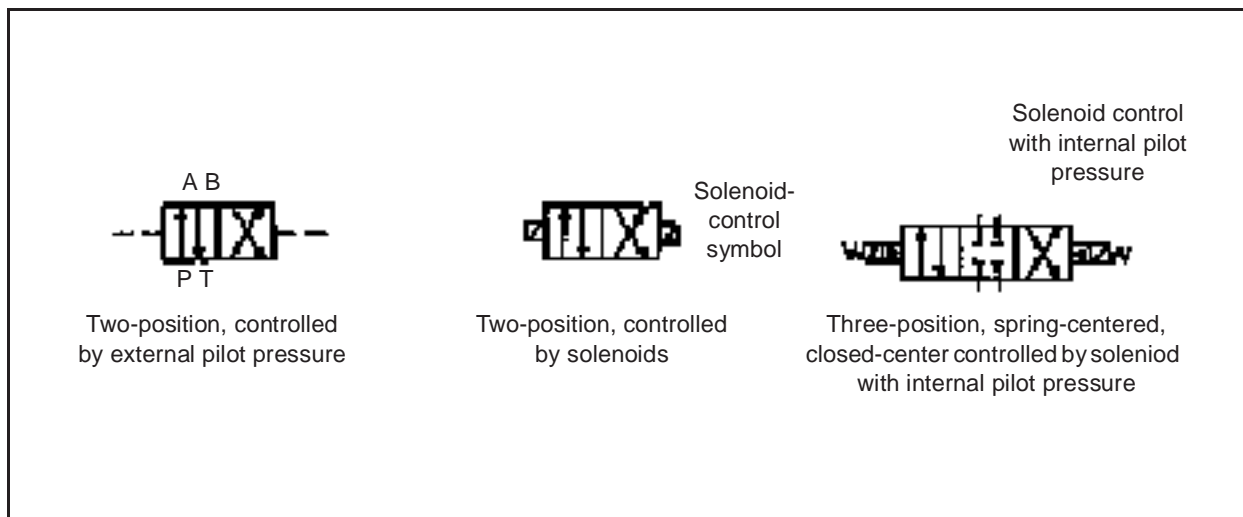 A B
P T
Two-position, controlled
by external pilot pressure
Solenoid-
control
symbol
Two-position, controlled
by solenoids
Solenoid control
with internal pilot
pressure
Three-position, spring-centered,
closed-center controlled by soleniod
with internal pilot pressure